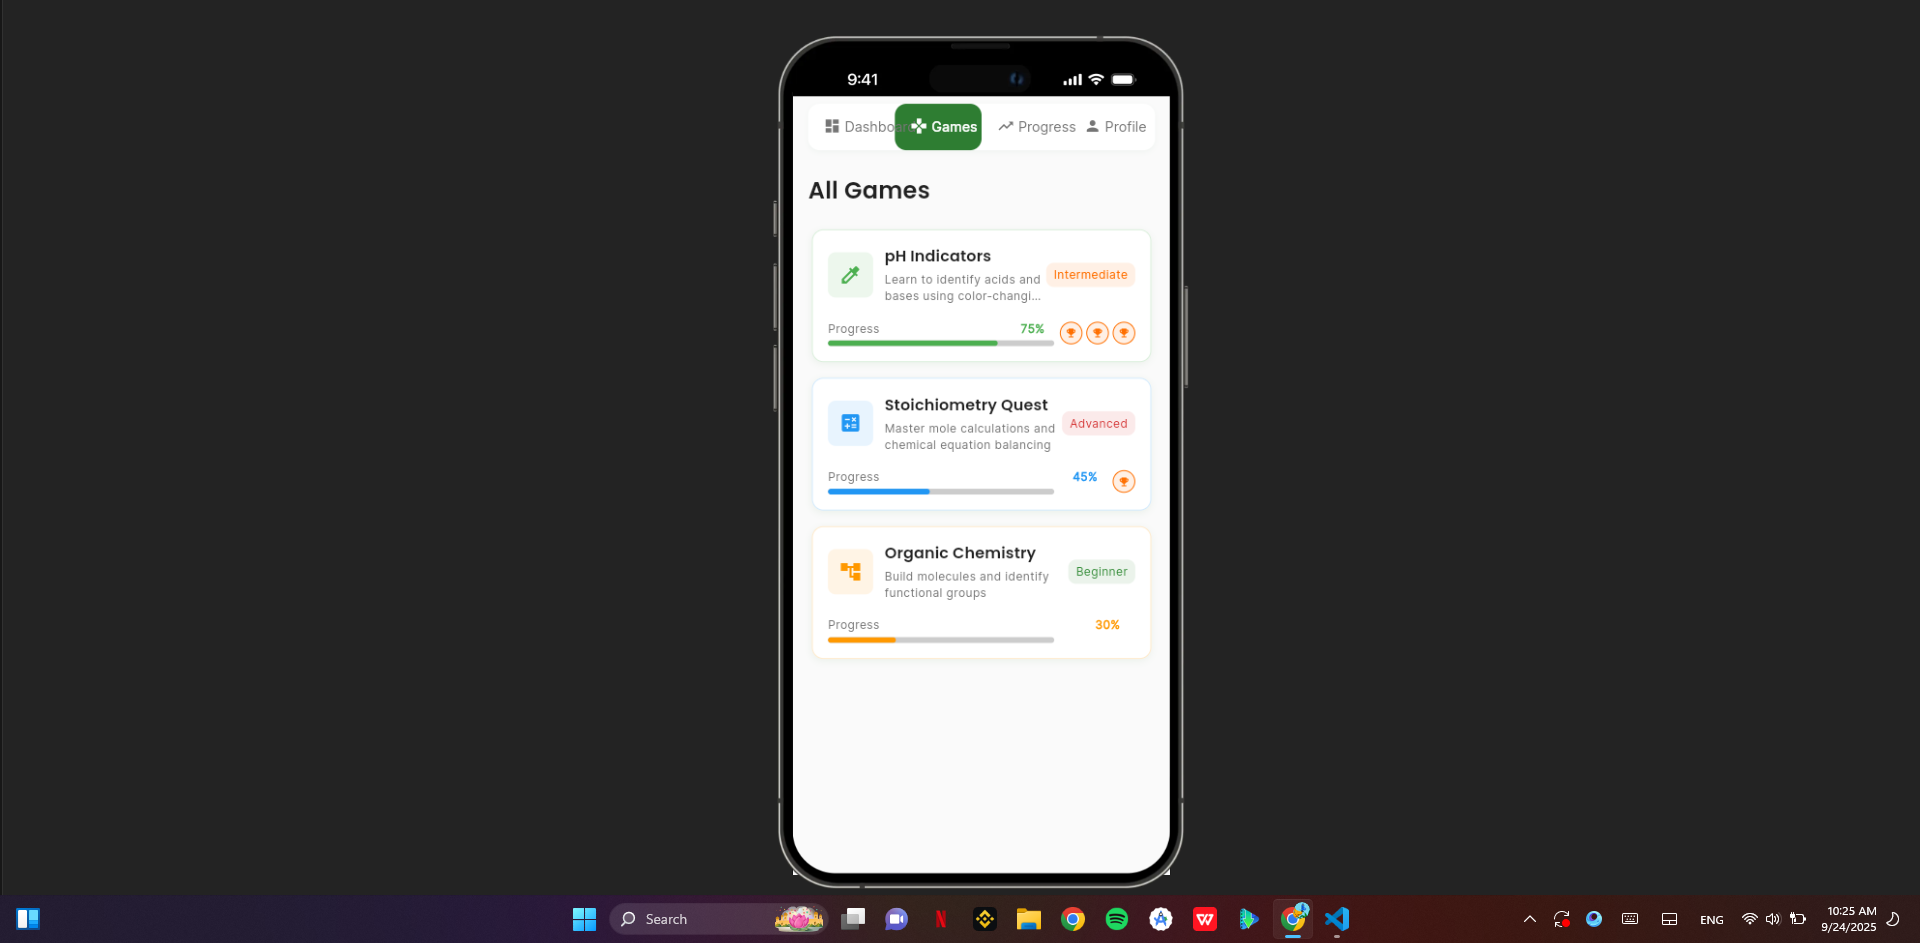 9:41
Dashboard Games Progress Profile
All Games
pH Indicators
Learn to identify acids and
bases using color-changi...
Intermediate
Progress 75%
Stoichiometry Quest
Master mole calculations and
chemical equation balancing
Advanced
Progress 45%
Organic Chemistry
Build molecules and identify
functional groups
Beginner
Progress 30%
Search
ENG
10:25 AM
9/24/2025